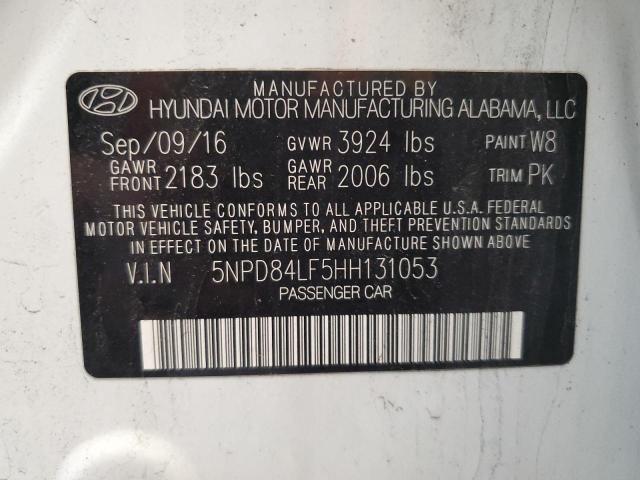 MANUFACTURED BY
HYUNDAI MOTOR MANUFACTURING ALABAMA, LLC
Sep/09/16 GVWR 3924 lbs PAINT W8
GAWR FRONT 2183 lbs GAWR REAR 2006 lbs TRIM PK
THIS VEHICLE CONFORMS TO ALL APPLICABLE U.S.A. FEDERAL
MOTOR VEHICLE SAFETY, BUMPER, AND THEFT PREVENTION STANDARDS
IN EFFECT ON THE DATE OF MANUFACTURE SHOWN ABOVE.
V.I.N 5NPD84LF5HH131053
PASSENGER CAR